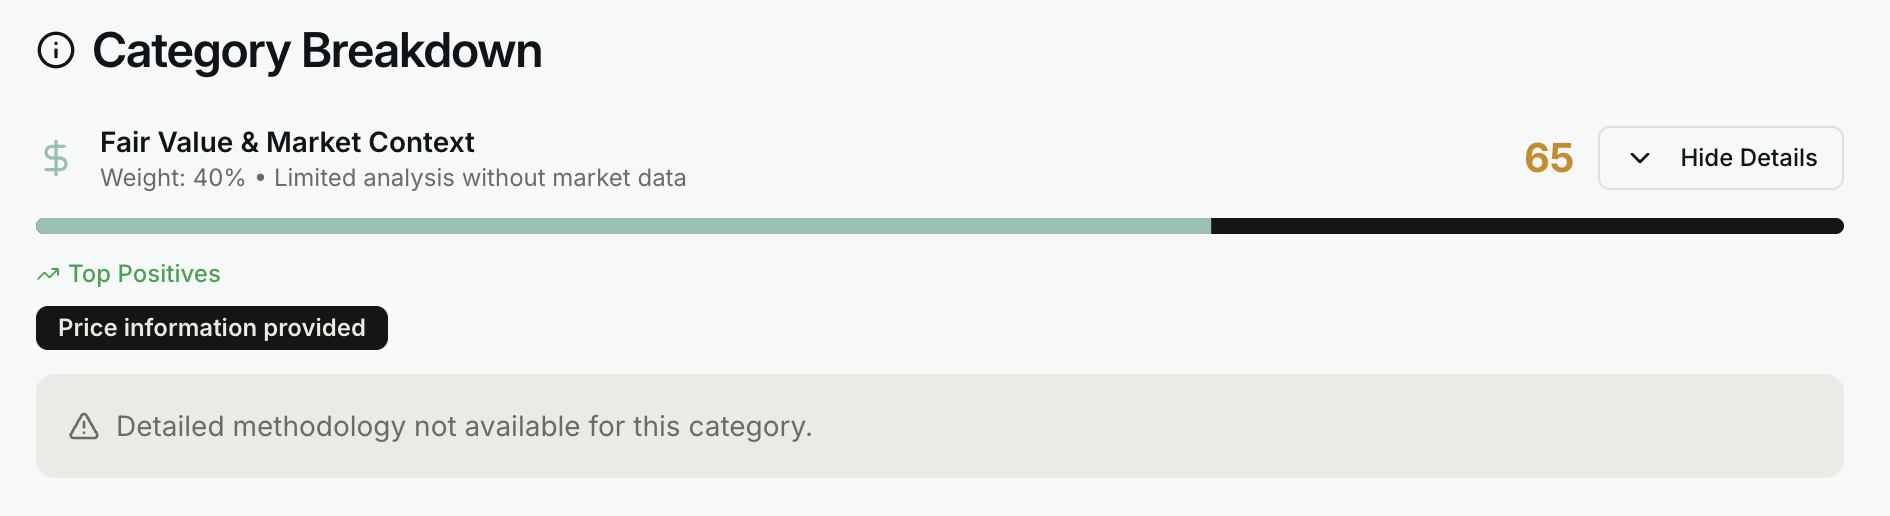 Category Breakdown
Fair Value & Market Context
Weight: 40% • Limited analysis without market data
65
Hide Details
Top Positives
Price information provided
Detailed methodology not available for this category.